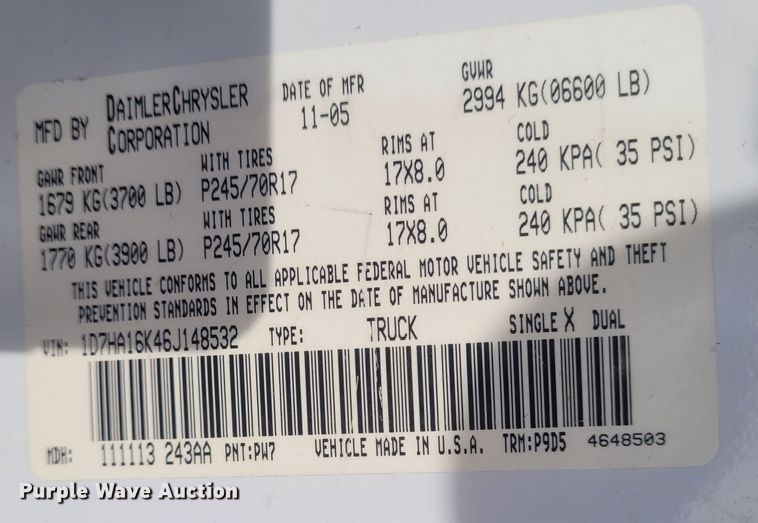 MFD BY DAIMLERCHRYSLER CORPORATION DATE OF MFR 11-05 GVWR 2994 KG(06600 LB)
GAWR FRONT WITH TIRES RIMS AT COLD
1679 KG(3700 LB) P245/70R17 17X8.0 240 KPA( 35 PSI)
GAWR REAR WITH TIRES RIMS AT COLD
1770 KG(3900 LB) P245/70R17 17X8.0 240 KPA( 35 PSI)
THIS VEHICLE CONFORMS TO ALL APPLICABLE FEDERAL MOTOR VEHICLE SAFETY AND THEFT
PREVENTION STANDARDS IN EFFECT ON THE DATE OF MANUFACTURE SHOWN ABOVE.
VIN: 1D7HA16K46J148532 TYPE: TRUCK SINGLE X DUAL
MDH: 111113 243AA PNT:PW7 VEHICLE MADE IN U.S.A. TRM:P9D5 4648503
Purple Wave Auction